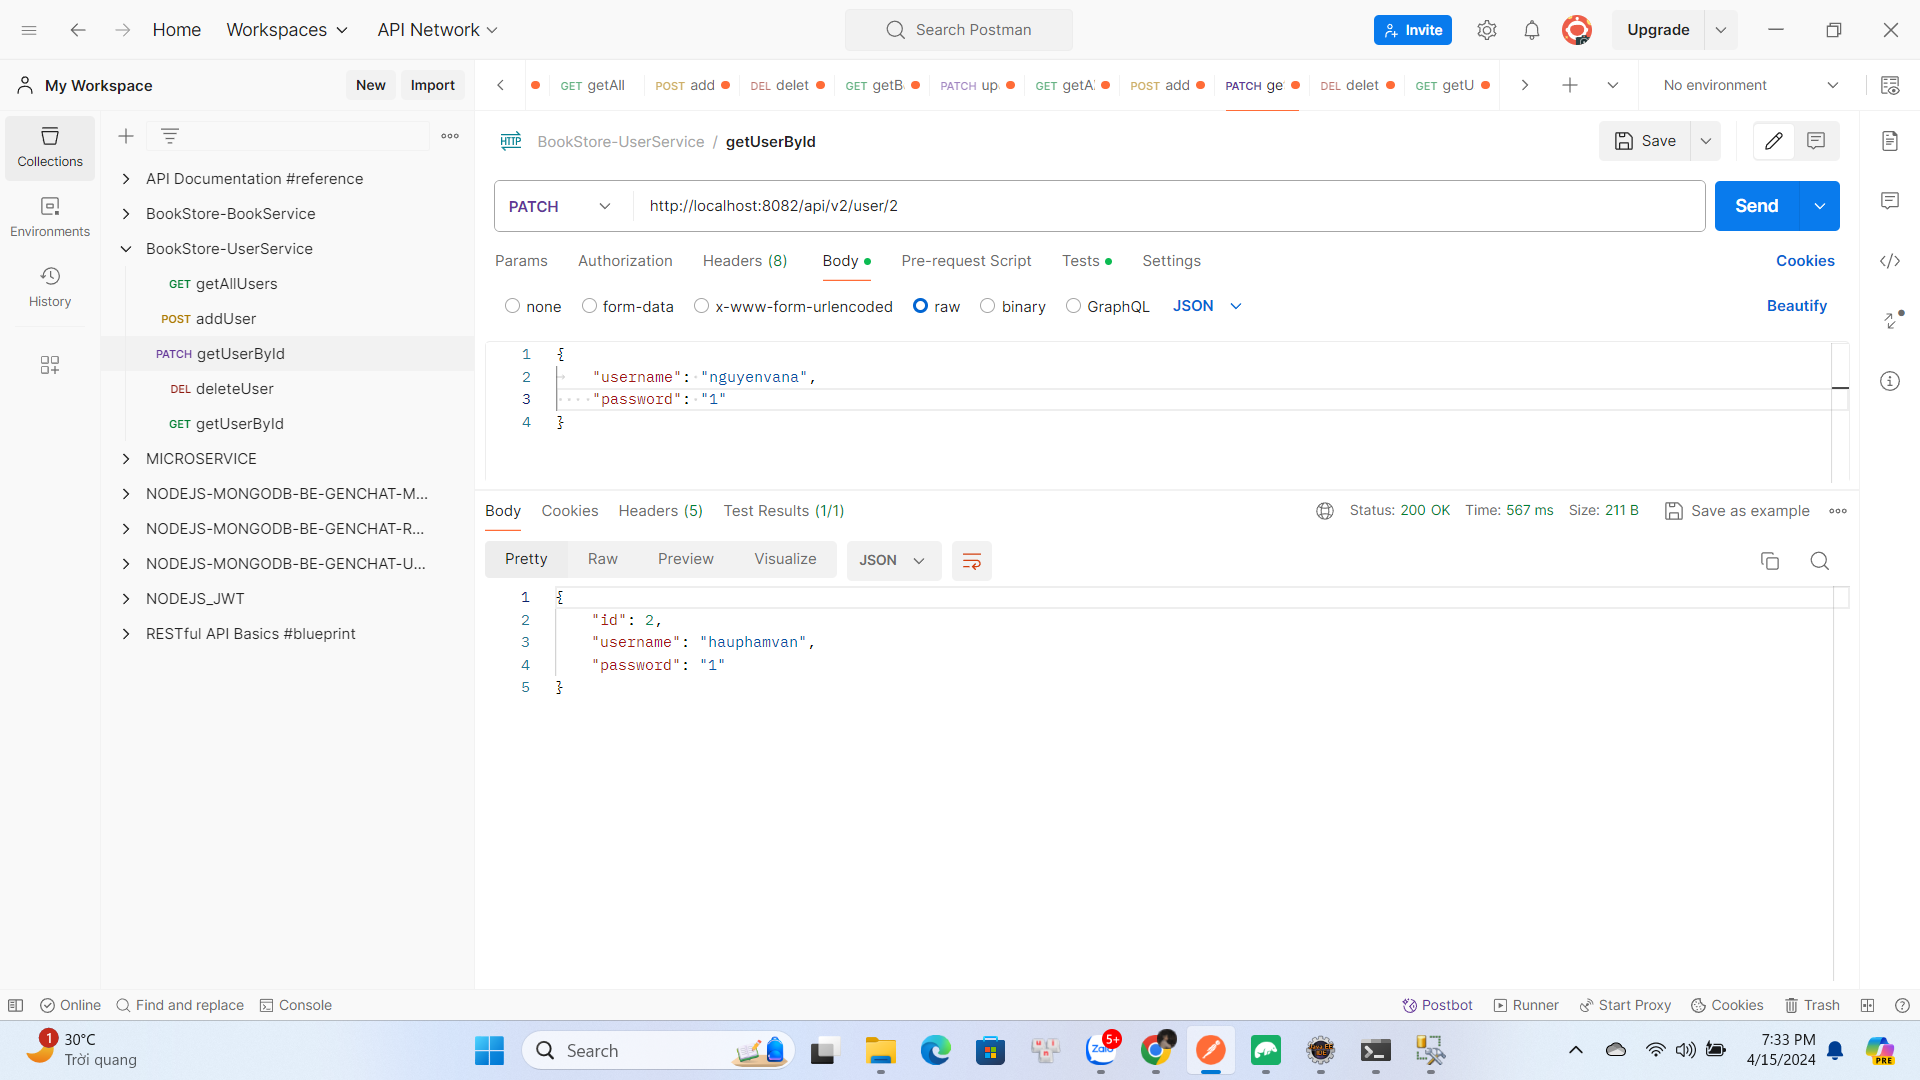 Home Workspaces API Network Search Postman Invite Upgrade
My Workspace New Import GET getAll POST add DEL delet GET getB PATCH up GET getA POST add PATCH ge DEL delet GET getU No environment
HTTP BookStore-UserService / getUserById Save
Collections
Environments
History
API Documentation #reference
BookStore-BookService
BookStore-UserService
GET getAllUsers
POST addUser
PATCH getUserById
DEL deleteUser
GET getUserById
MICROSERVICE
NODEJS-MONGODB-BE-GENCHAT-M...
NODEJS-MONGODB-BE-GENCHAT-R...
NODEJS-MONGODB-BE-GENCHAT-U...
NODEJS_JWT
RESTful API Basics #blueprint
PATCH http://localhost:8082/api/v2/user/2 Send
Params Authorization Headers (8) Body Pre-request Script Tests Settings Cookies
none form-data x-www-form-urlencoded raw binary GraphQL JSON Beautify
1 {
2 "username": "nguyenvana",
3 "password": "1"
4 }
Body Cookies Headers (5) Test Results (1/1) Status: 200 OK Time: 567 ms Size: 211 B Save as example
Pretty Raw Preview Visualize JSON
1 {
2 "id": 2,
3 "username": "hauphamvan",
4 "password": "1"
5 }
Online Find and replace Console Postbot Runner Start Proxy Cookies Trash
1 30°C
Trời quang
Search
Zalo 5+
JAVA EE IDE
7:33 PM
4/15/2024
PRE